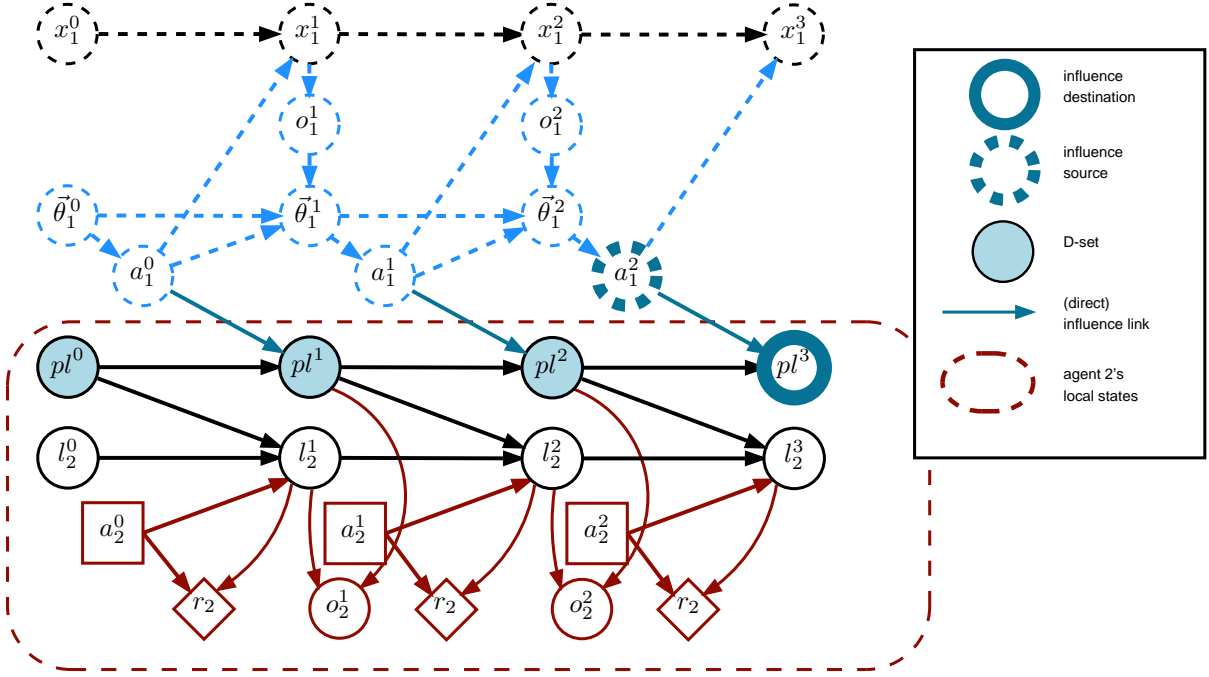 x_1^0 x_1^1 x_1^2 x_1^3
o_1^1 o_1^2
\vec{θ}_1^0 \vec{θ}_1^1 \vec{θ}_1^2
a_1^0 a_1^1 a_1^2
pl^0 pl^1 pl^2 pl^3
l_2^0 l_2^1 l_2^2 l_2^3
a_2^0 a_2^1 a_2^2
r_2 o_2^1 r_2 o_2^2 r_2
influence
destination
influence
source
D-set
(direct)
influence link
agent 2's
local states